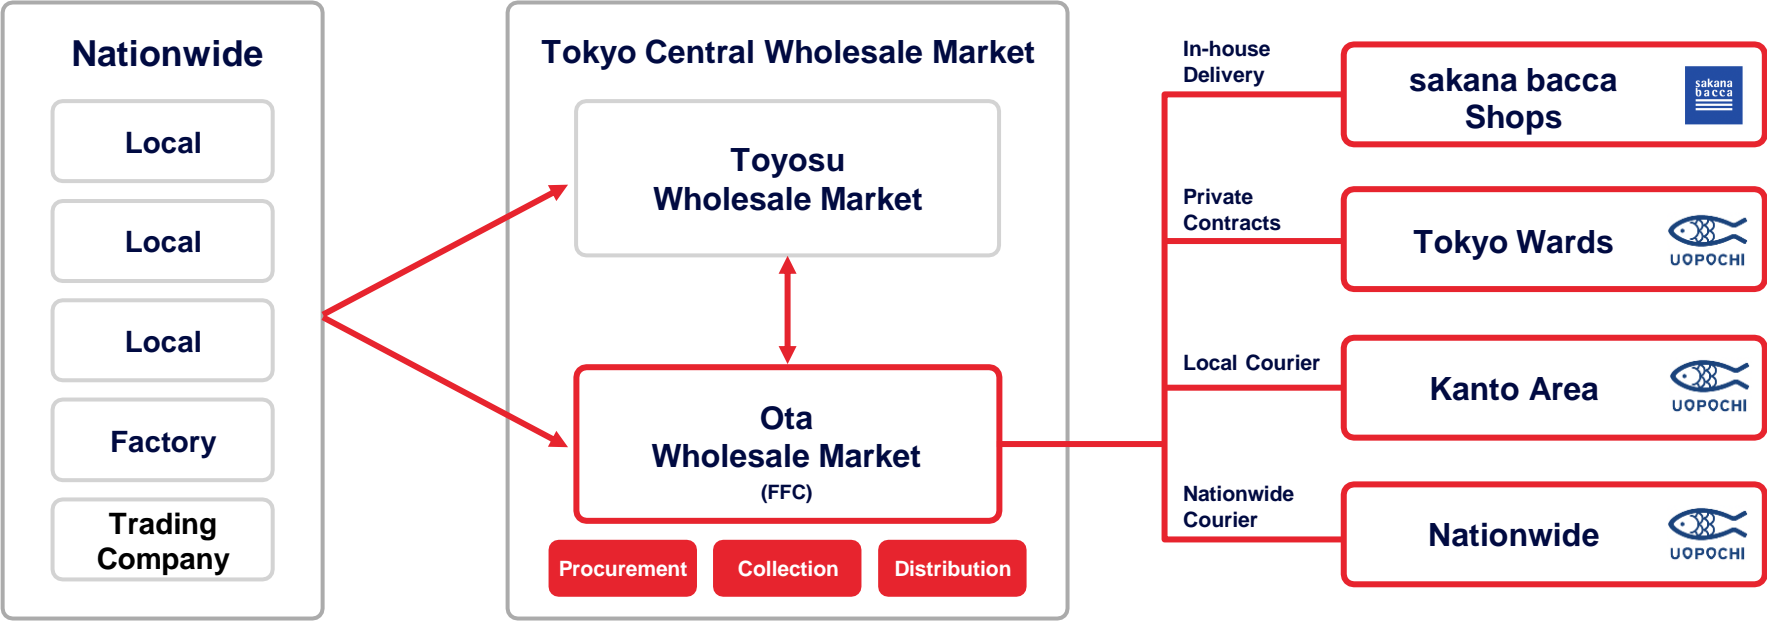 Nationwide
Local
Local
Local
Factory
Trading
Company
Tokyo Central Wholesale Market
Toyosu
Wholesale Market
Ota
Wholesale Market
(FFC)
Procurement
Collection
Distribution
In-house
Delivery
sakana bacca
Shops
sakana
bacca
Private
Contracts
Tokyo Wards
UOPOCHI
Local Courier
Kanto Area
UOPOCHI
Nationwide
Courier
Nationwide
UOPOCHI